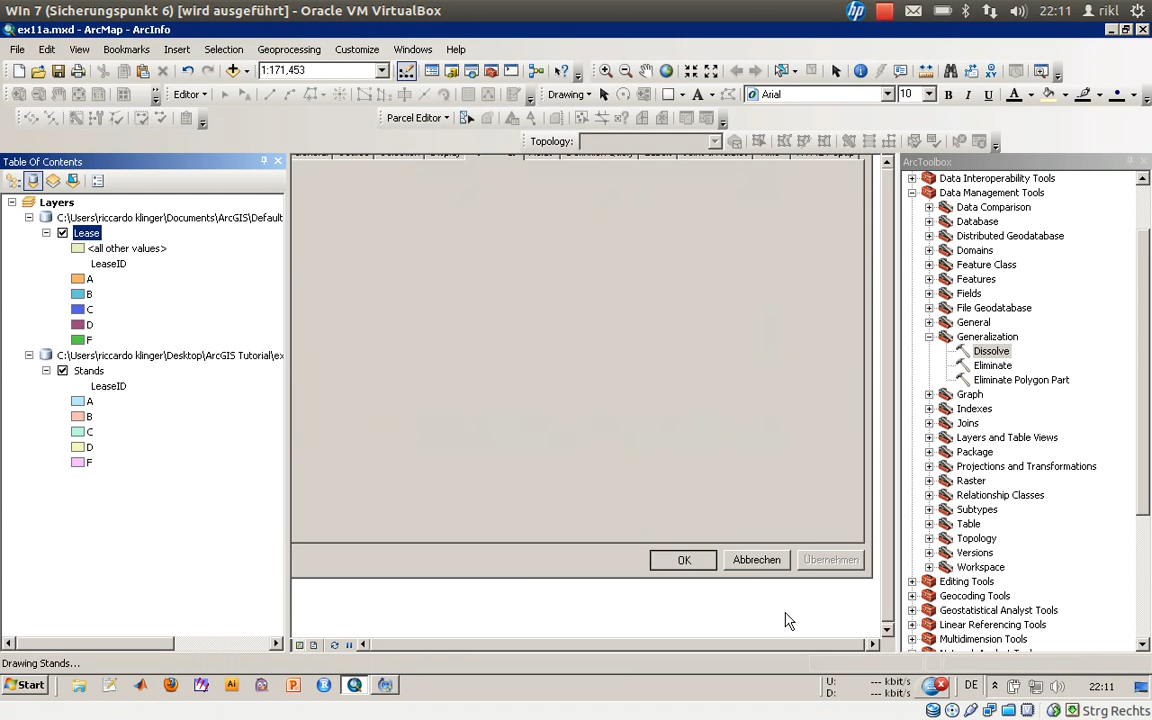 WIn 7 (Sicherungspunkt 6) [wird ausgeführt] - Oracle VM VirtualBox
22:11
rikl
ex11a.mxd - ArcMap - ArcInfo
File Edit View Bookmarks Insert Selection Geoprocessing Customize Windows Help
1:171,453
Editor
Drawing
Arial
10
B I U A
Parcel Editor
Topology:
Table Of Contents
Layers
C:\Users\riccardo klinger\Documents\ArcGIS\Default
Lease
<all other values>
LeaseID
A
B
C
D
F
C:\Users\riccardo klinger\Desktop\ArcGIS Tutorial\ex
Stands
LeaseID
A
B
C
D
F
OK
Abbrechen
Übernehmen
ArcToolbox
Data Interoperability Tools
Data Management Tools
Data Comparison
Database
Distributed Geodatabase
Domains
Feature Class
Features
Fields
File Geodatabase
General
Generalization
Dissolve
Eliminate
Eliminate Polygon Part
Graph
Indexes
Joins
Layers and Table Views
Package
Projections and Transformations
Raster
Relationship Classes
Subtypes
Table
Topology
Versions
Workspace
Editing Tools
Geocoding Tools
Geostatistical Analyst Tools
Linear Referencing Tools
Multidimension Tools
Drawing Stands...
Start
U: --- kbit/s
D: --- kbit/s
DE
22:11
Strg Rechts